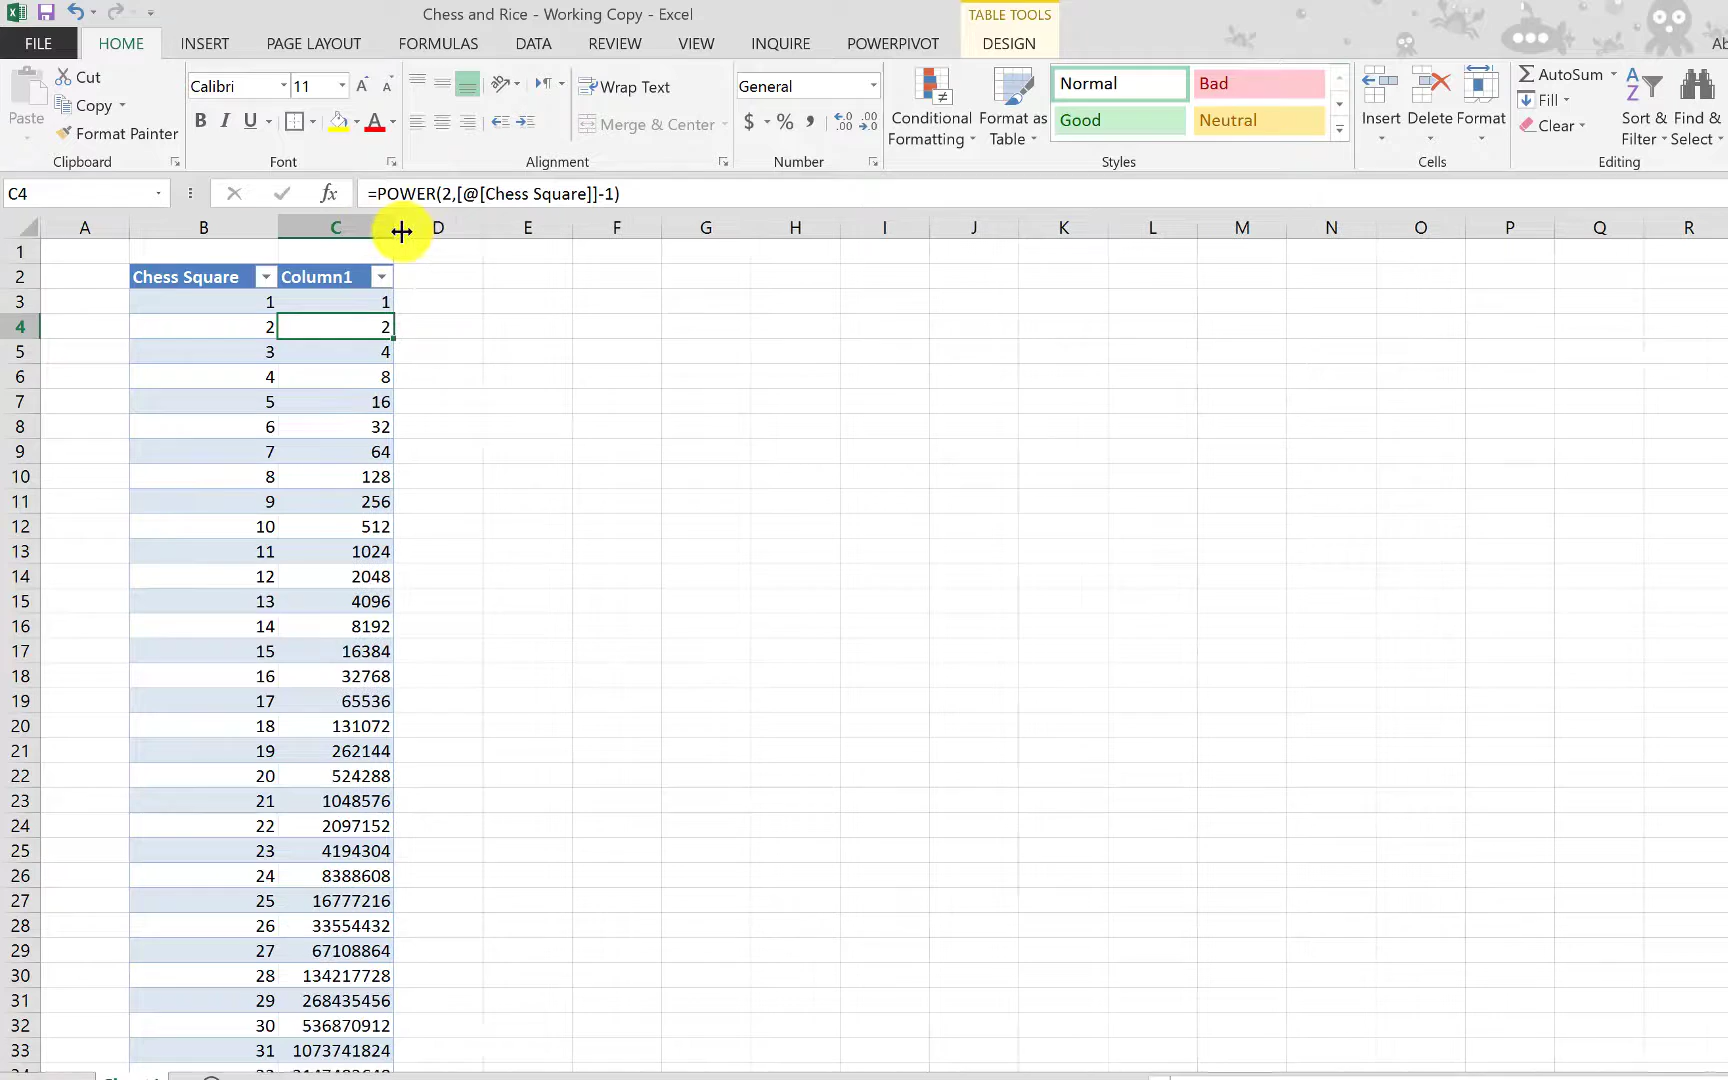 Chess and Rice - Working Copy - Excel
TABLE TOOLS
FILE HOME INSERT PAGE LAYOUT FORMULAS DATA REVIEW VIEW INQUIRE POWERPIVOT DESIGN
Paste
Cut
Copy
Format Painter
Clipboard
Calibri 11
B I U
Font
Wrap Text
Merge & Center
Alignment
General
$ %
Number
Conditional Formatting
Format as Table
Normal Bad
Good Neutral
Styles
Insert Delete Format
Cells
AutoSum
Fill
Clear
Sort & Filter
Find & Select
Editing
C4 fx =POWER(2,[@[Chess Square]]-1)
A B C D E F G H I J K L M N O P Q R
1
2 Chess Square Column1
3 1 1
4 2 2
5 3 4
6 4 8
7 5 16
8 6 32
9 7 64
10 8 128
11 9 256
12 10 512
13 11 1024
14 12 2048
15 13 4096
16 14 8192
17 15 16384
18 16 32768
19 17 65536
20 18 131072
21 19 262144
22 20 524288
23 21 1048576
24 22 2097152
25 23 4194304
26 24 8388608
27 25 16777216
28 26 33554432
29 27 67108864
30 28 134217728
31 29 268435456
32 30 536870912
33 31 1073741824